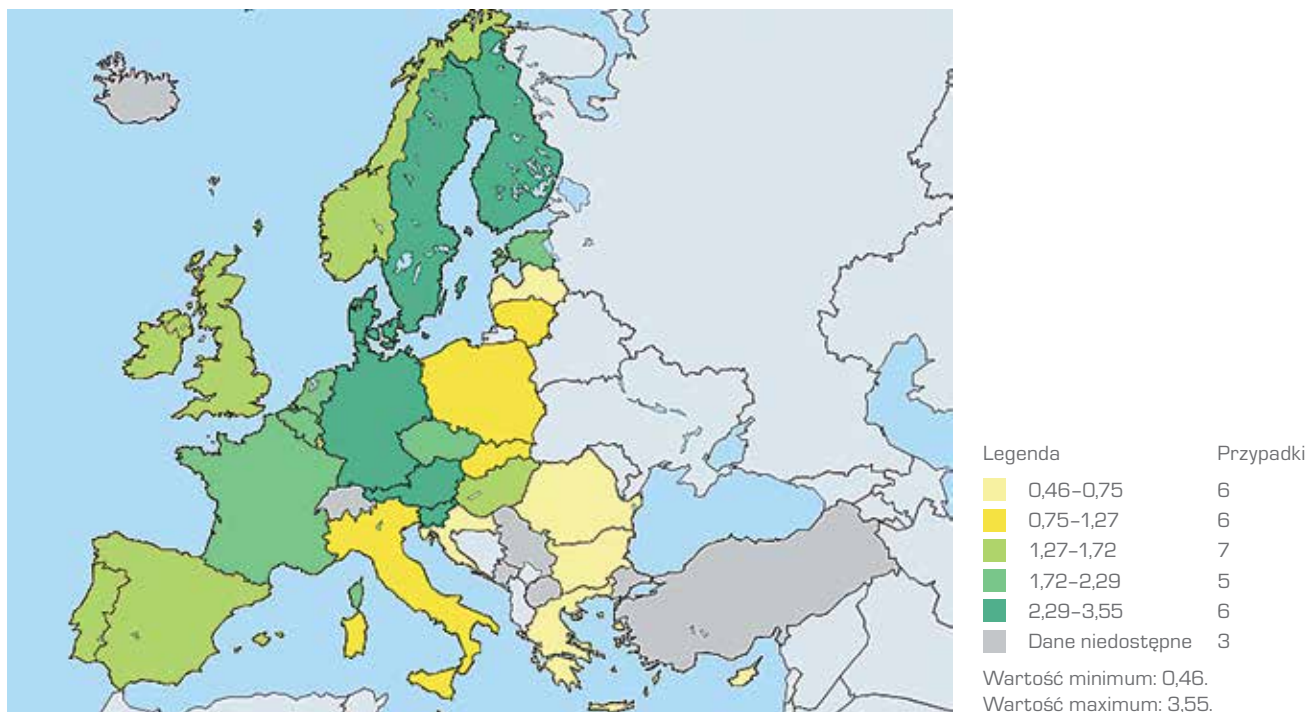 Legenda Przypadki
0,46–0,75 6
0,75–1,27 6
1,27–1,72 7
1,72–2,29 5
2,29–3,55 6
Dane niedostępne 3
Wartość minimum: 0,46.
Wartość maximum: 3,55.